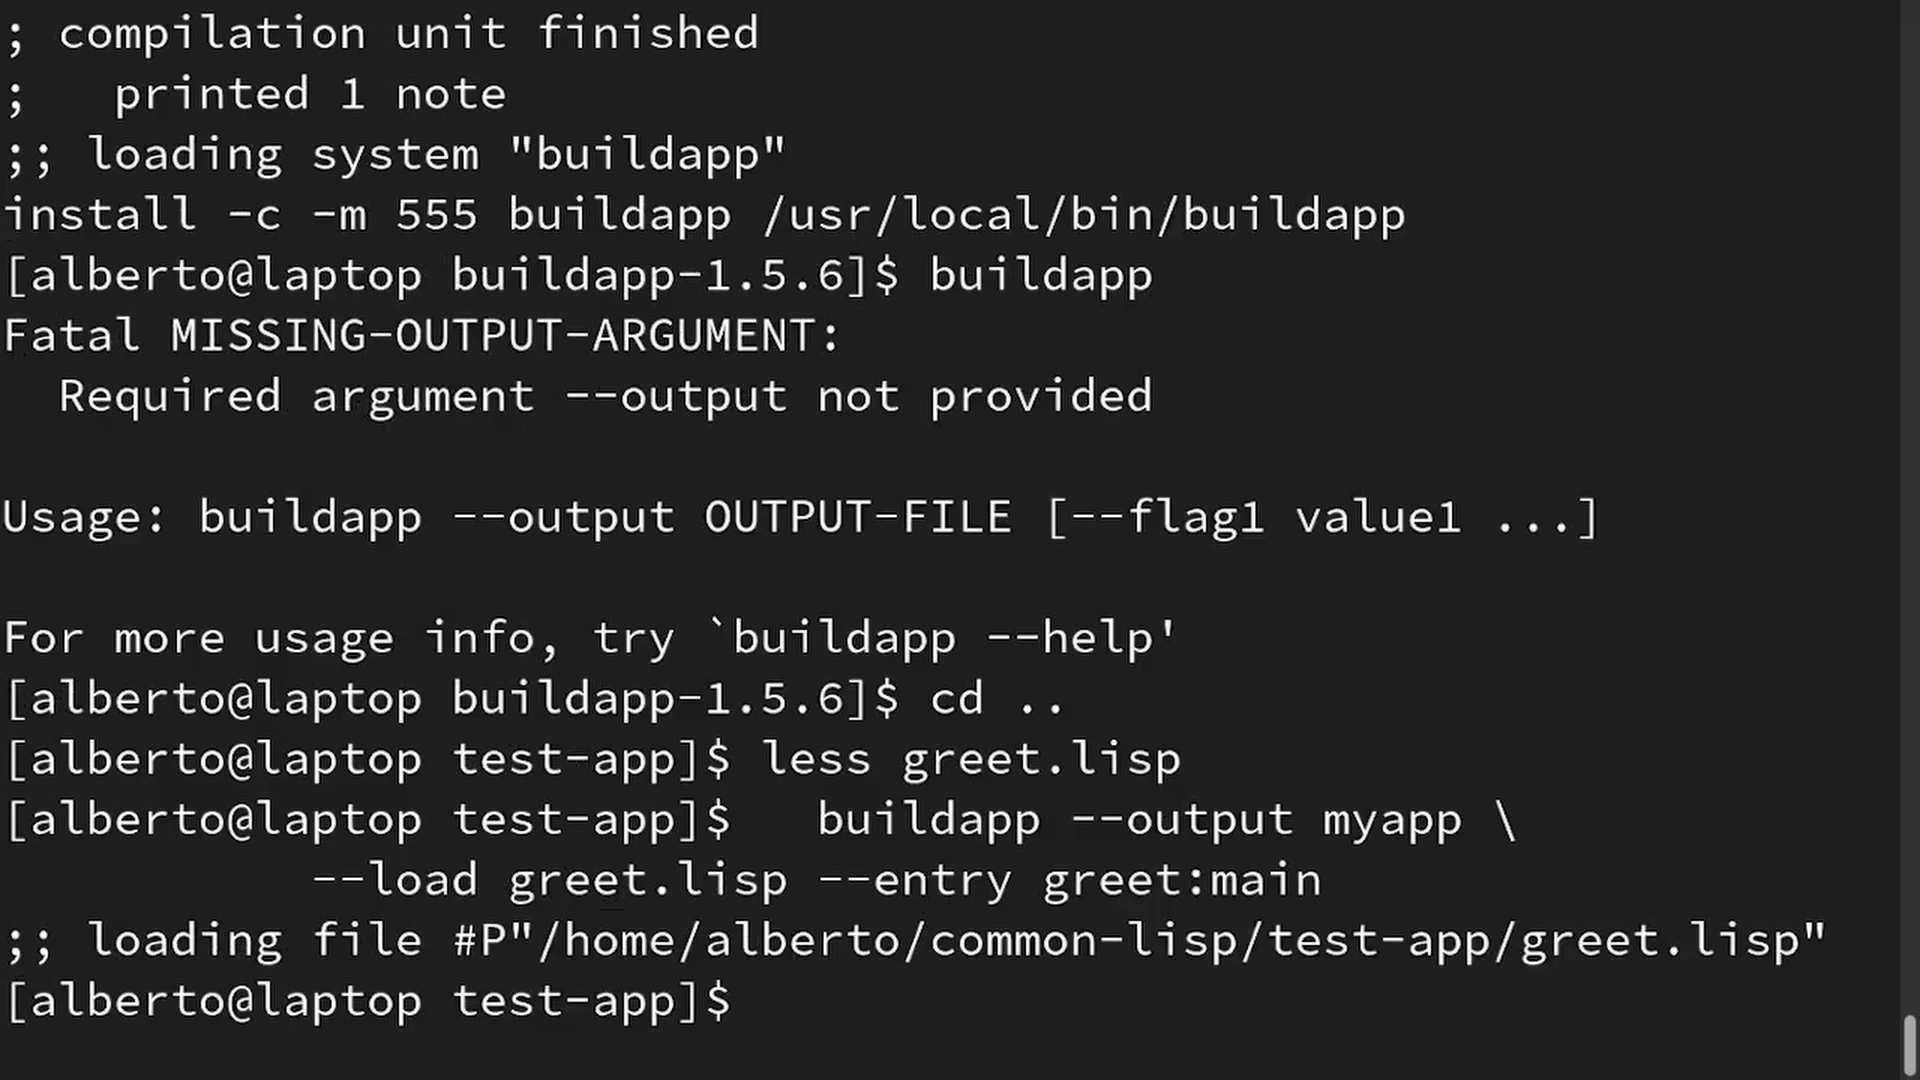 ; compilation unit finished
;   printed 1 note
;; loading system "buildapp"
install -c -m 555 buildapp /usr/local/bin/buildapp
[alberto@laptop buildapp-1.5.6]$ buildapp
Fatal MISSING-OUTPUT-ARGUMENT:
  Required argument --output not provided

Usage: buildapp --output OUTPUT-FILE [--flag1 value1 ...]

For more usage info, try `buildapp --help'
[alberto@laptop buildapp-1.5.6]$ cd ..
[alberto@laptop test-app]$ less greet.lisp
[alberto@laptop test-app]$   buildapp --output myapp \
           --load greet.lisp --entry greet:main
;; loading file #P"/home/alberto/common-lisp/test-app/greet.lisp"
[alberto@laptop test-app]$